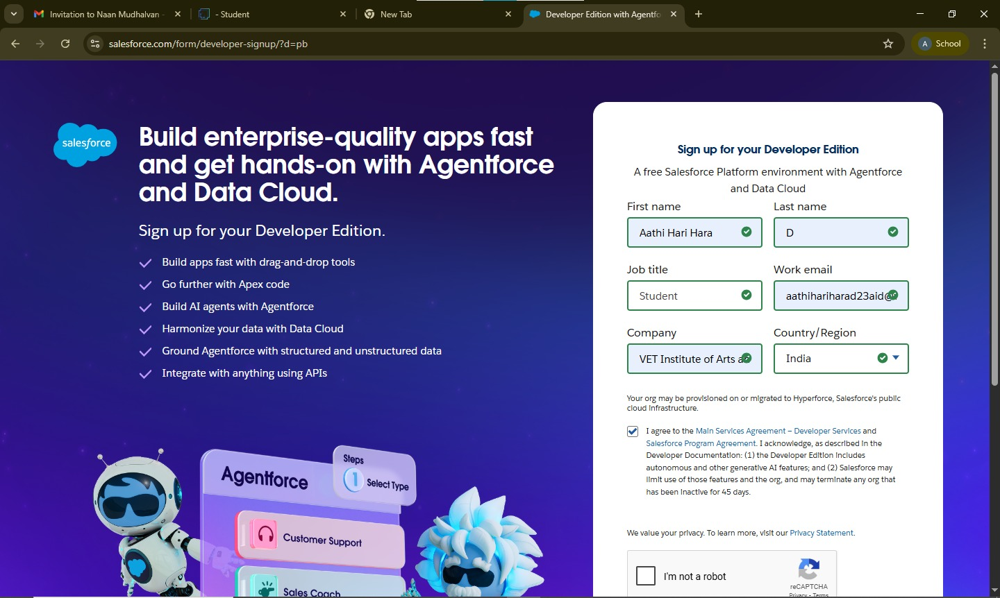 Invitation to Naan Mudhalvan -
- Student
New Tab
Developer Edition with Agentfo
salesforce.com/form/developer-signup/?d=pb
A
School
salesforce
Build enterprise-quality apps fast
and get hands-on with Agentforce
and Data Cloud.
Sign up for your Developer Edition.
Build apps fast with drag-and-drop tools
Go further with Apex code
Build AI agents with Agentforce
Harmonize your data with Data Cloud
Ground Agentforce with structured and unstructured data
Integrate with anything using APIs
Agentforce
Steps
1 Select Type
Customer Support
Sales Coach
Sign up for your Developer Edition
A free Salesforce Platform environment with Agentforce
and Data Cloud
First name
Last name
Aathi Hari Hara
D
Job title
Work email
Student
aathihariharad23aid@
Company
Country/Region
VET Institute of Arts
India
Your org may be provisioned on or migrated to Hyperforce, Salesforce's public
cloud infrastructure.
I agree to the Main Services Agreement – Developer Services and
Salesforce Program Agreement. I acknowledge, as described in the
Developer Documentation: (1) the Developer Edition includes
autonomous and other generative AI features; and (2) Salesforce may
limit use of those features and the org, and may terminate any org that
has been inactive for 45 days.
We value your privacy. To learn more, visit our Privacy Statement.
I'm not a robot
reCAPTCHA
Privacy - Terms